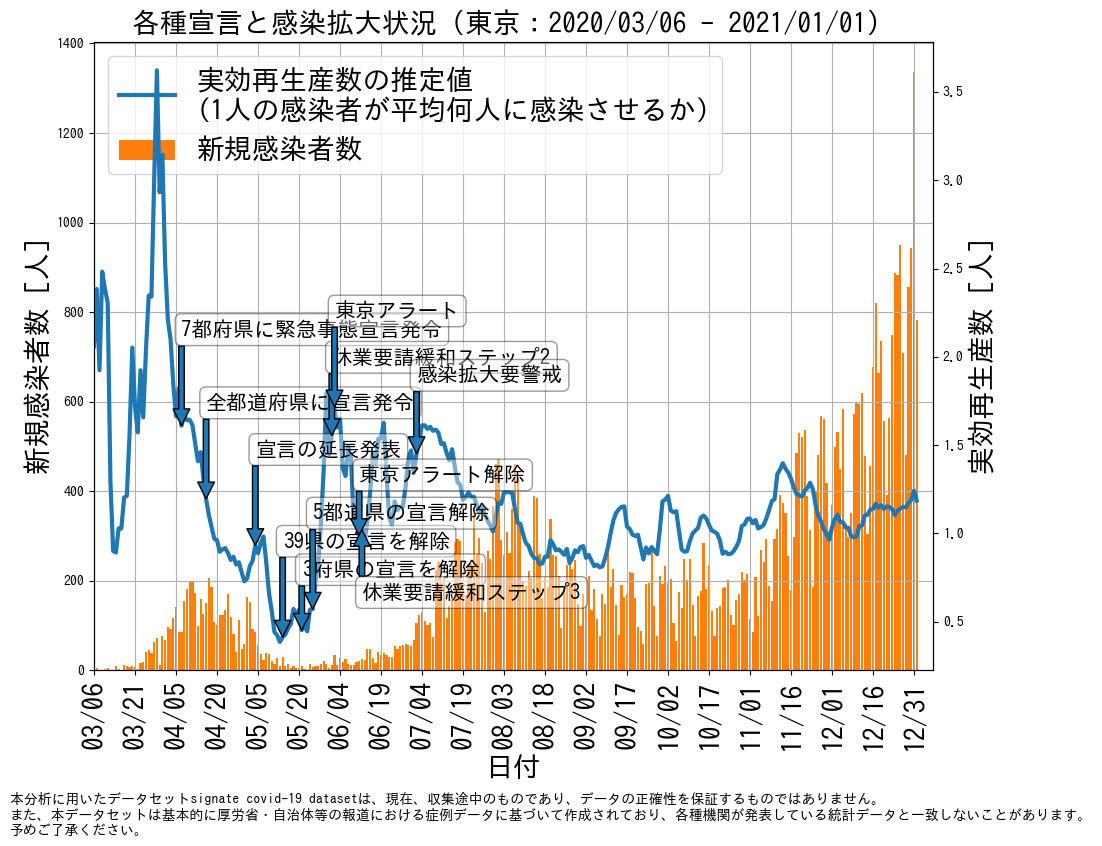 各種宣言と感染拡大状況 (東京：2020/03/06 - 2021/01/01)
実効再生産数の推定値
(1人の感染者が平均何人に感染させるか)
新規感染者数
新規感染者数 [人]
1400
1200
1000
800
600
400
200
0
東京アラート
7都府県に緊急事態宣言発令
休業要請緩和ステップ2
感染拡大要警戒
全都道府県に宣言発令
宣言の延長発表
東京アラート解除
5都道県の宣言解除
39県の宣言を解除
3府県の宣言を解除
休業要請緩和ステップ3
3.5
3.0
2.5
2.0
1.5
1.0
0.5
実効再生産数 [人]
03/06
03/21
04/05
04/20
05/05
05/20
06/04
06/19
07/04
07/19
08/03
08/18
09/02
09/17
10/02
10/17
11/01
11/16
12/01
12/16
12/31
日付
本分析に用いたデータセットsignate covid-19 datasetは、現在、収集途中のものであり、データの正確性を保証するものではありません。
また、本データセットは基本的に厚労省・自治体等の報道における症例データに基づいて作成されており、各種機関が発表している統計データと一致しないことがあります。
予めご了承ください。